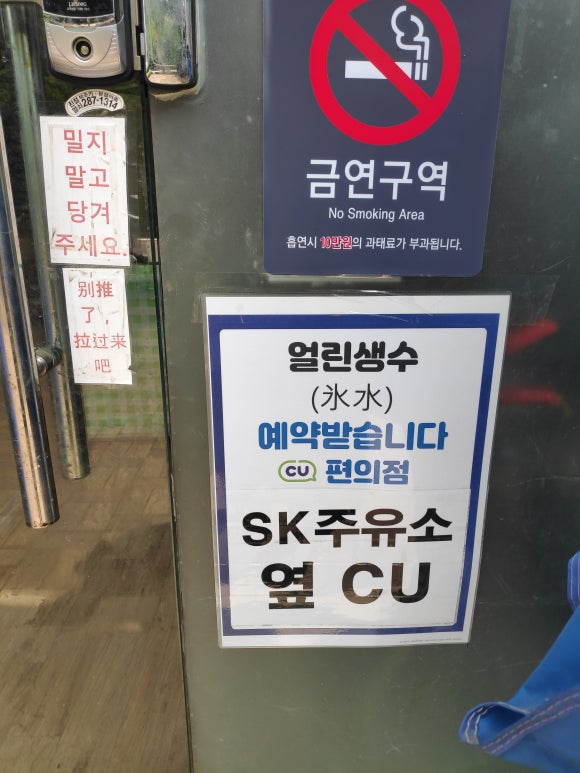 287-1314
밀지
말고
당겨
주세요.
别推
了，
拉过来
吧
금연구역
No Smoking Area
흡연시 10만원의 과태료가 부과됩니다.
얼린생수
(氷水)
예약받습니다
CU 편의점
SK주유소
옆 CU